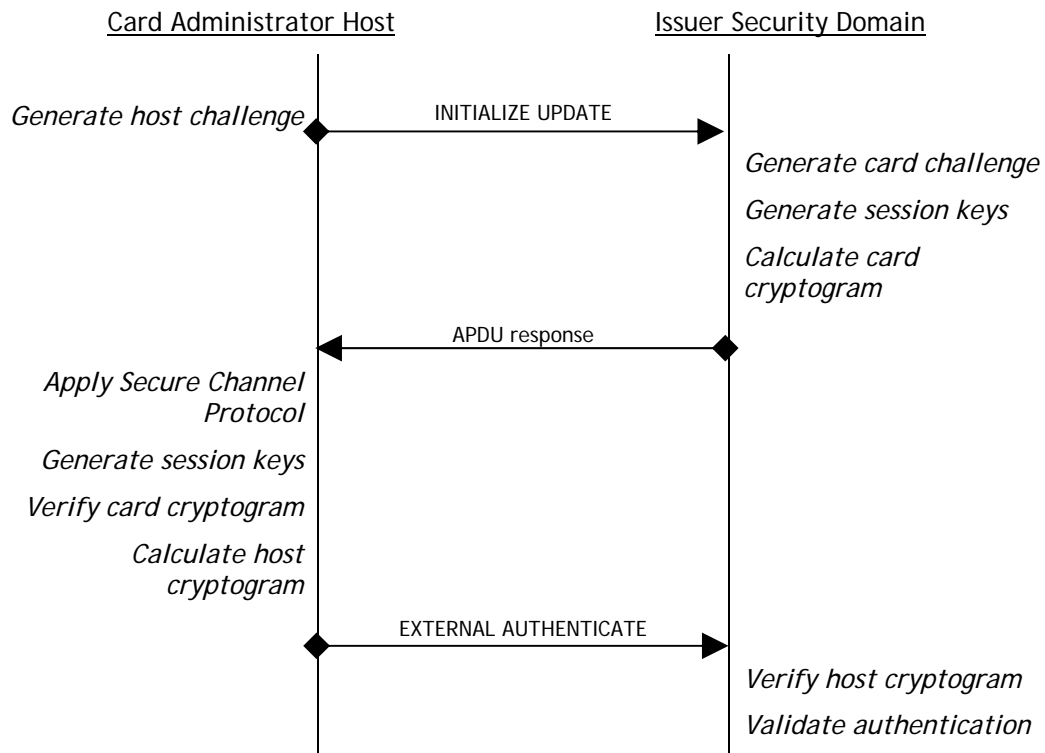 Card Administrator Host
Issuer Security Domain
Generate host challenge
INITIALIZE UPDATE
Generate card challenge
Generate session keys
Calculate card
cryptogram
APDU response
Apply Secure Channel
Protocol
Generate session keys
Verify card cryptogram
Calculate host
cryptogram
EXTERNAL AUTHENTICATE
Verify host cryptogram
Validate authentication